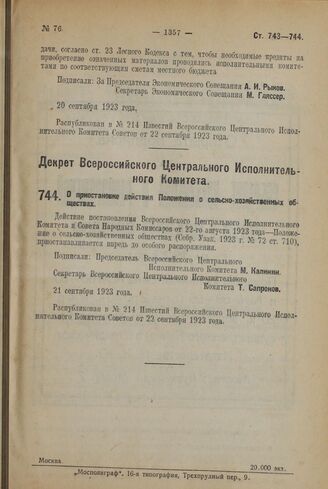 № 76
— 1357 —
Ст. 743—744.
дачи, согласно ст. 23 Лесного Кодекса с тем, чтобы необходимые кредиты на
приобретение означенных материалов проводились исполнительными комите-
тами по соответствующим сметам местного бюджета
Подписали: За Председателя Экономического Совещания А. И. Рыков.
Секретарь Экономического Совещания М. Гляссер.
20 сентября 1923 года,
Распубликован в № 214 Известий Всероссийского Центрального Испол-
нительного Комитета Советов от 22 сентября 1923 года.
Декрет Всероссийского Центрального Исполнитель-
ного Комитета.
744. О приостановке действия Положения о сельско-хозяйственных об-
ществах.
Действие постановления Всероссийского Центрального Исполнительного
Комитета и Совета Народных Комиссаров от 22-го августа 1923 года—Положе-
ние о сельско-хозяйственных обществах (Собр. Узак. 1923 г. № 72 ст. 710),
приостанавливается впредь до особого распоряжения.
Подписали: Председатель Всероссийского Центрального
Исполнительного Комитета М. Калинин.
Секретарь Всероссийского Центрального Исполнительного
Комитета Т. Сапронов.
21 сентября 1923 года.
Распубликован в № 214 Известий Всероссийского Центрального Испол-
нительного Комитета Советов от 22 сентября 1923 года.
Москва.
20.000 экз.
„Мосполиграф", 16-я типография, Трехпрудный пер., 9.